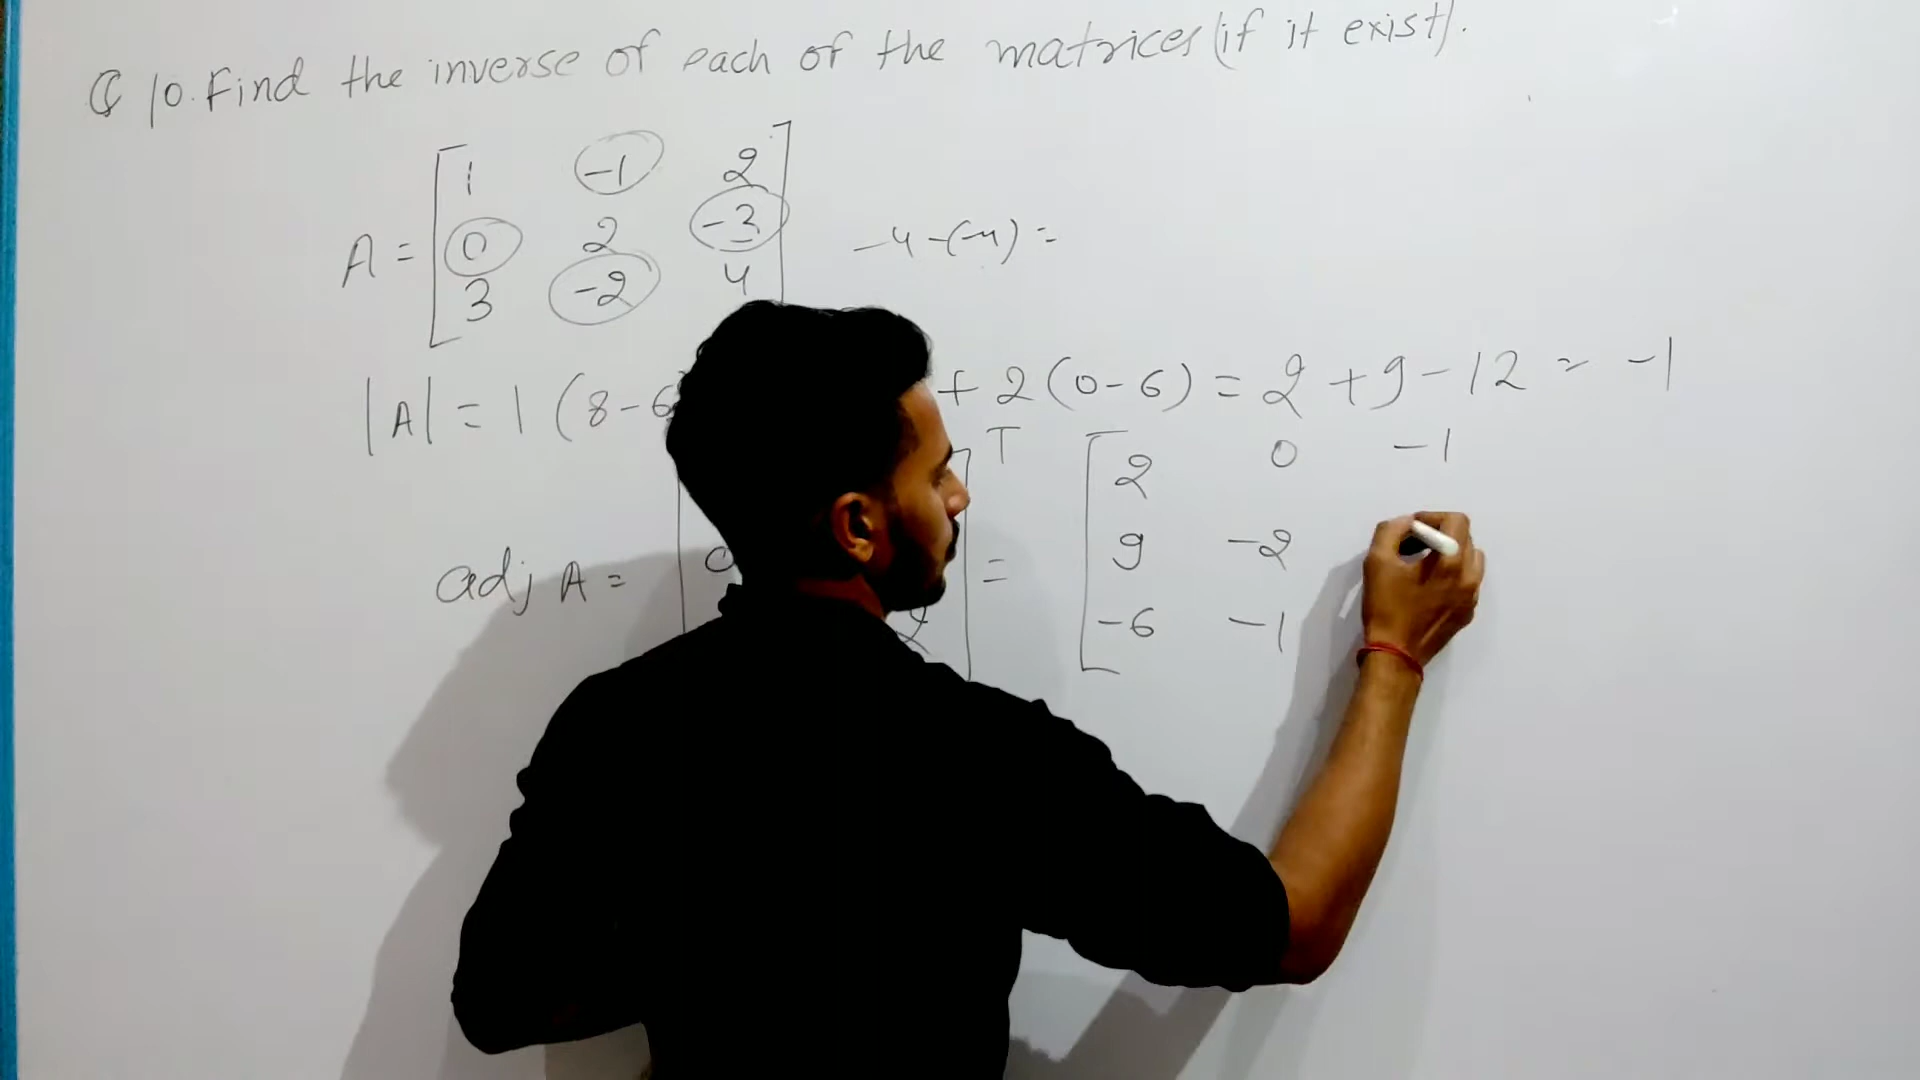 Q 10. Find the inverse of each of the matrices (if it exist).
A = [ 1 -1 2
0 2 -3
3 -2 4
-4-(-4) =
|A| = 1 (8-6 + 2 (0-6) = 2 + 9 - 12 = -1
adj A = [ ]T = [ 2 0 -1
9 -2
-6 -1